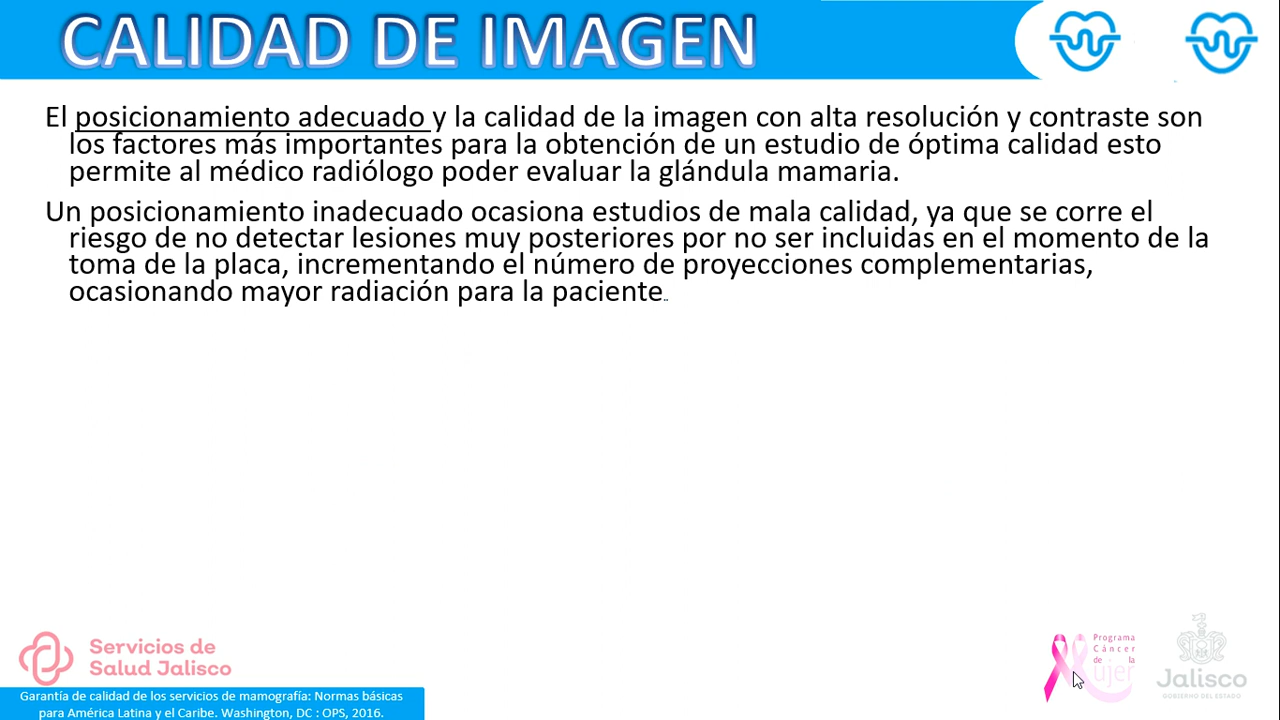 CALIDAD DE IMAGEN
El posicionamiento adecuado y la calidad de la imagen con alta resolución y contraste son
los factores más importantes para la obtención de un estudio de óptima calidad esto
permite al médico radiólogo poder evaluar la glándula mamaria.
Un posicionamiento inadecuado ocasiona estudios de mala calidad, ya que se corre el
riesgo de no detectar lesiones muy posteriores por no ser incluidas en el momento de la
toma de la placa, incrementando el número de proyecciones complementarias,
ocasionando mayor radiación para la paciente..
Servicios de
Salud Jalisco
Programa
Cáncer
de la
Mujer
Jalisco
GOBIERNO DEL ESTADO
Garantía de calidad de los servicios de mamografía: Normas básicas
para América Latina y el Caribe. Washington, DC : OPS, 2016.